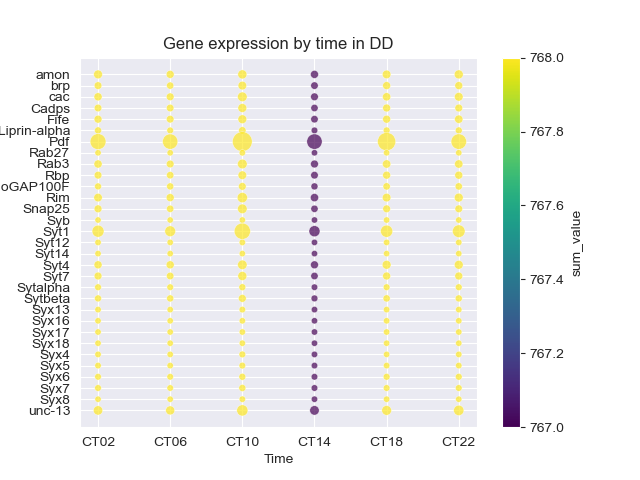 Gene expression by time in DD
amon
brp
cac
Cadps
Fife
Liprin-alpha
Pdf
Rab27
Rab3
Rbp
oGAP100F
Rim
Snap25
Syb
Syt1
Syt12
Syt14
Syt4
Syt7
Sytalpha
Sytbeta
Syx13
Syx16
Syx17
Syx18
Syx4
Syx5
Syx6
Syx7
Syx8
unc-13
CT02 CT06 CT10 CT14 CT18 CT22
Time
768.0
767.8
767.6
767.4
767.2
767.0
sum_value